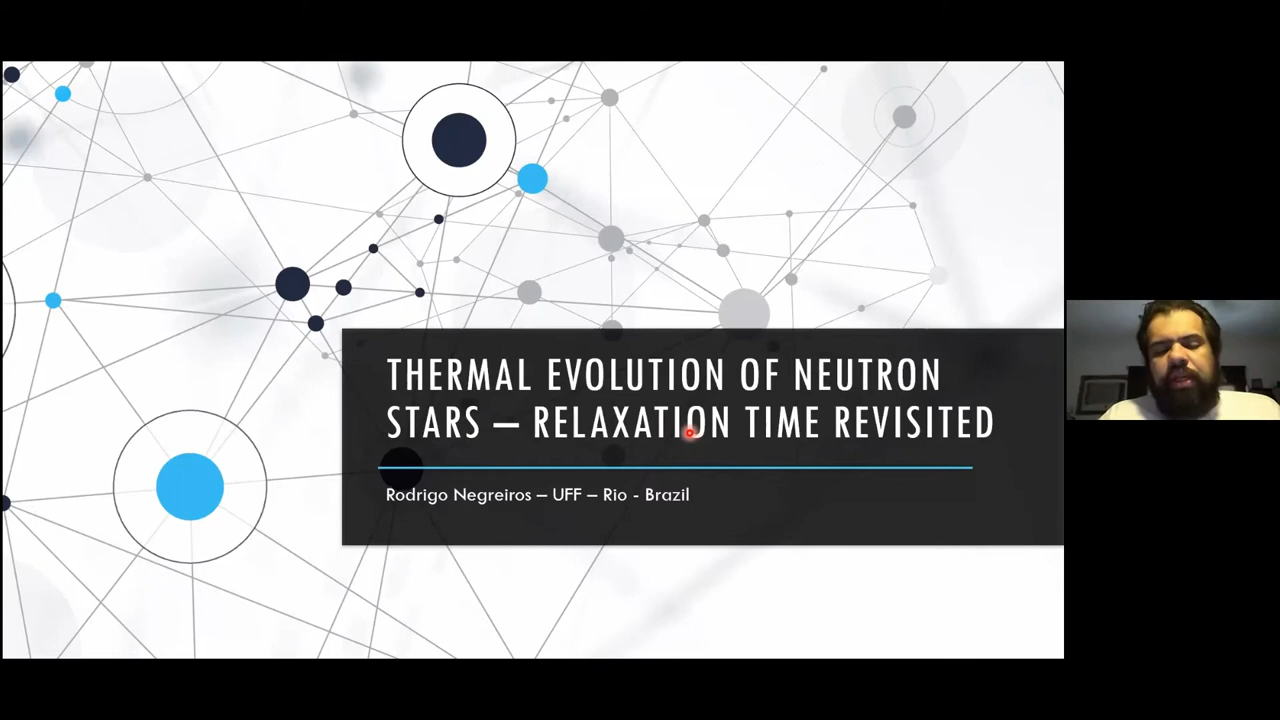 THERMAL EVOLUTION OF NEUTRON
STARS – RELAXATION TIME REVISITED
Rodrigo Negreiros – UFF – Rio - Brazil